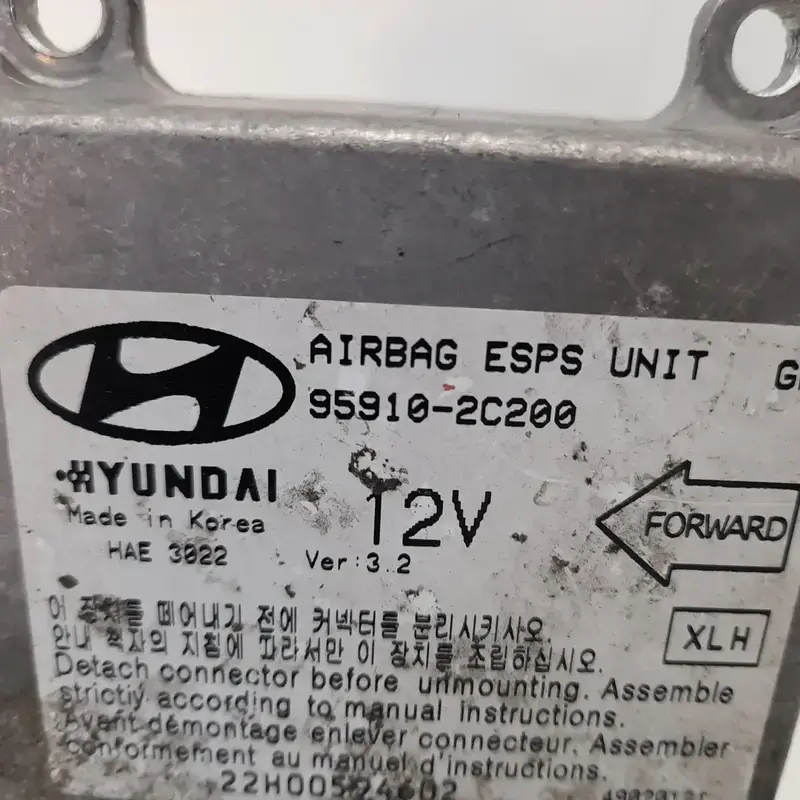 AIRBAG ESPS UNIT
95910-2C200
HYUNDAI
Made in Korea
12V
FORWARD
HAE 3022
Ver:3.2
어 장치를 떼어내기 전에 커넥터를 분리시키사오.
안내 책자의 지침에 따라서만 이 장치를 조립하십시오.
XLH
Detach connector before unmounting. Assemble
strictiy according to manual instructions.
Avant démontage enlever connecteur. Assembler
conformement au manuel d'instructions.